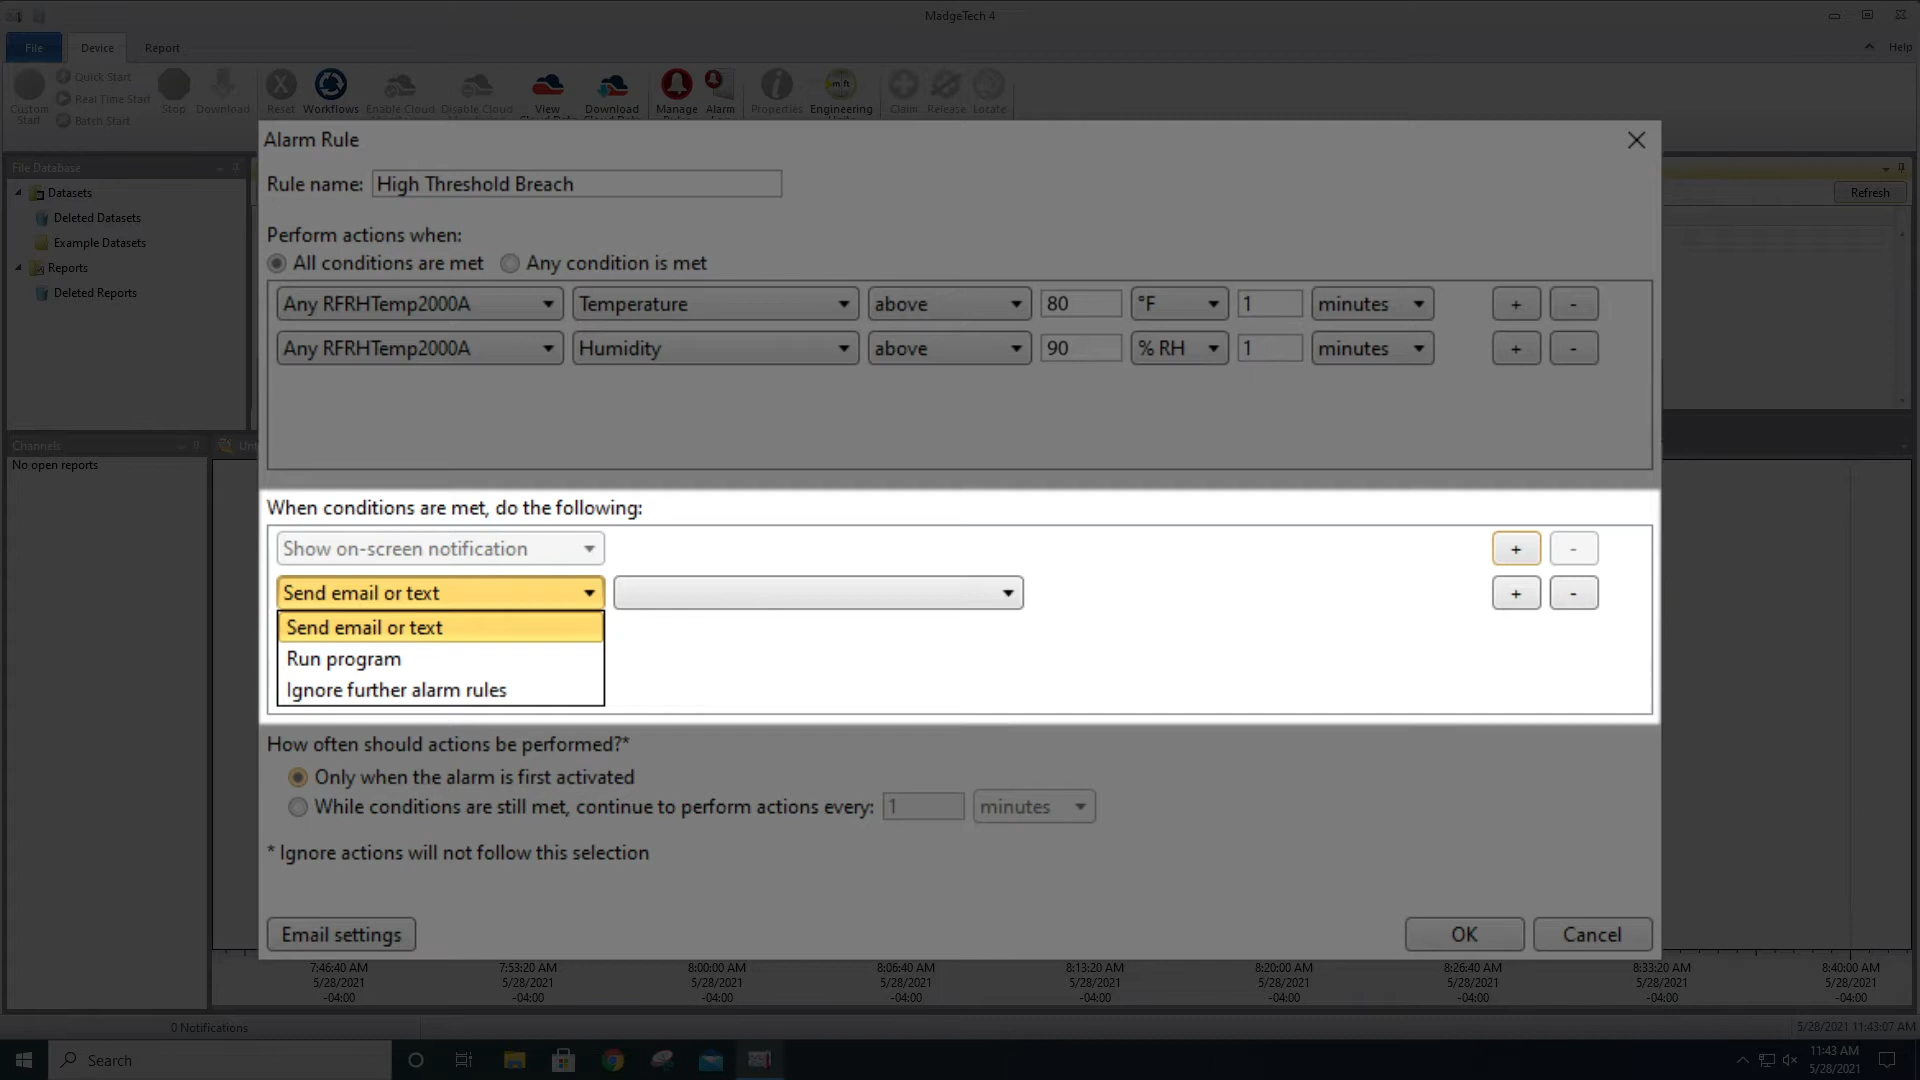 MadgeTech 4
File Device Report Help
Custom Start
Quick Start
Real Time Start
Batch Start
Stop Download Reset Workflows Enable Cloud Disable Cloud View Download Manage Alarm Properties Engineering Claim Release Locate
Alarm Rule
File Database
Datasets
Deleted Datasets
Example Datasets
Reports
Deleted Reports
Refresh
Rule name: High Threshold Breach
Perform actions when:
All conditions are met Any condition is met
Any RFRHTemp2000A Temperature above 80 °F 1 minutes + -
Any RFRHTemp2000A Humidity above 90 % RH 1 minutes + -
Channels
No open reports
When conditions are met, do the following:
Show on-screen notification + -
Send email or text + -
Send email or text
Run program
Ignore further alarm rules
How often should actions be performed?*
Only when the alarm is first activated
While conditions are still met, continue to perform actions every: 1 minutes
* Ignore actions will not follow this selection
Email settings OK Cancel
7:46:40 AM 7:53:20 AM 8:00:00 AM 8:06:40 AM 8:13:20 AM 8:20:00 AM 8:26:40 AM 8:33:20 AM 8:40:00 AM
5/28/2021 5/28/2021 5/28/2021 5/28/2021 5/28/2021 5/28/2021 5/28/2021 5/28/2021 5/28/2021
-04:00 -04:00 -04:00 -04:00 -04:00 -04:00 -04:00 -04:00 -04:00
0 Notifications 5/28/2021 11:43:07 AM
Search
11:43 AM
5/28/2021